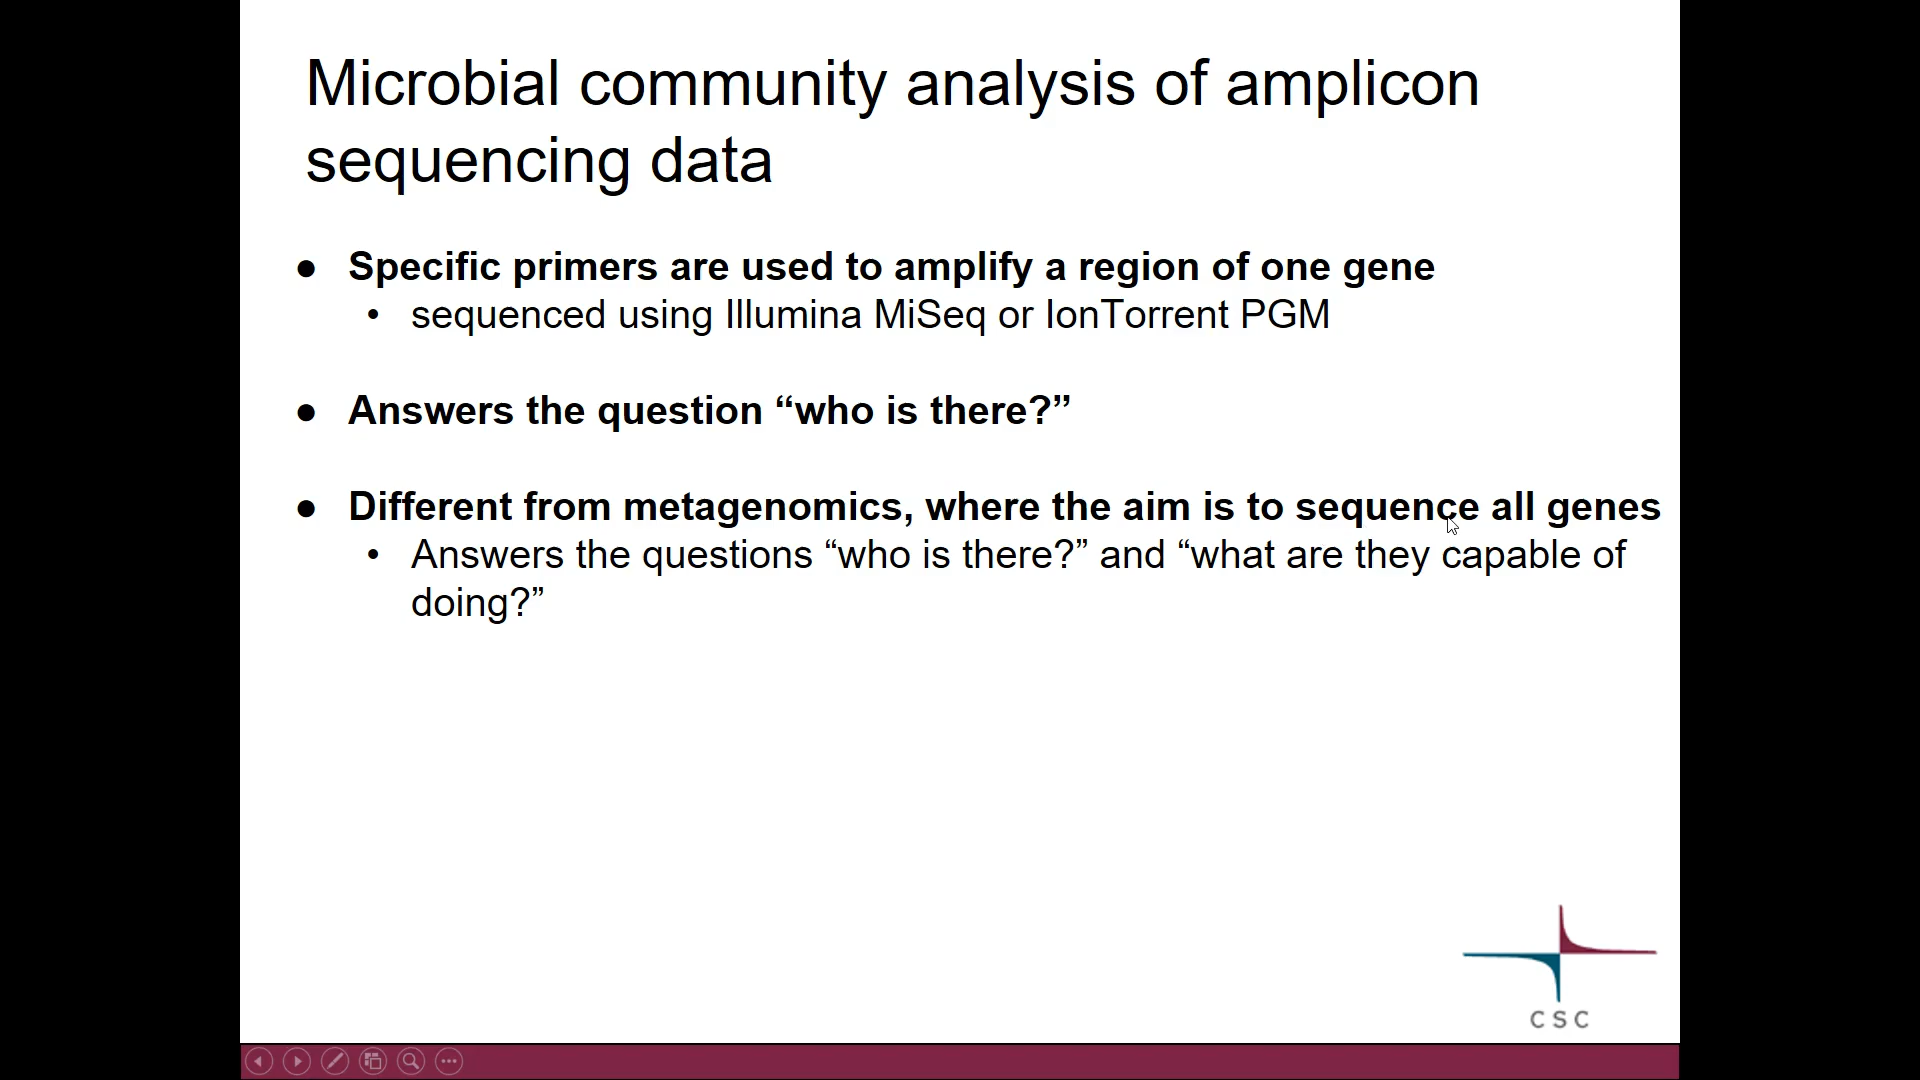 Microbial community analysis of amplicon
sequencing data
● Specific primers are used to amplify a region of one gene
• sequenced using Illumina MiSeq or IonTorrent PGM
● Answers the question “who is there?”
● Different from metagenomics, where the aim is to sequence all genes
• Answers the questions “who is there?” and “what are they capable of
doing?”
CSC